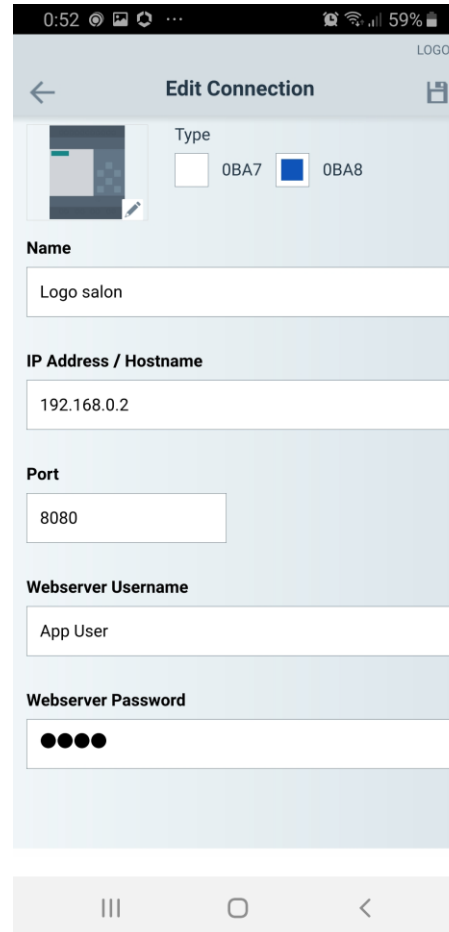 0:52 ... 59%
LOGO
Edit Connection
Type
0BA7 0BA8
Name
Logo salon
IP Address / Hostname
192.168.0.2
Port
8080
Webserver Username
App User
Webserver Password
●●●●